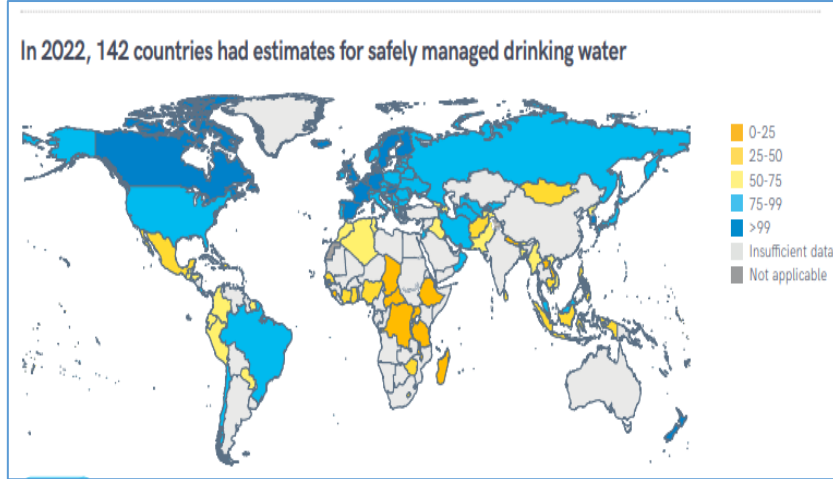 In 2022, 142 countries had estimates for safely managed drinking water
0-25
25-50
50-75
75-99
>99
Insufficient data
Not applicable